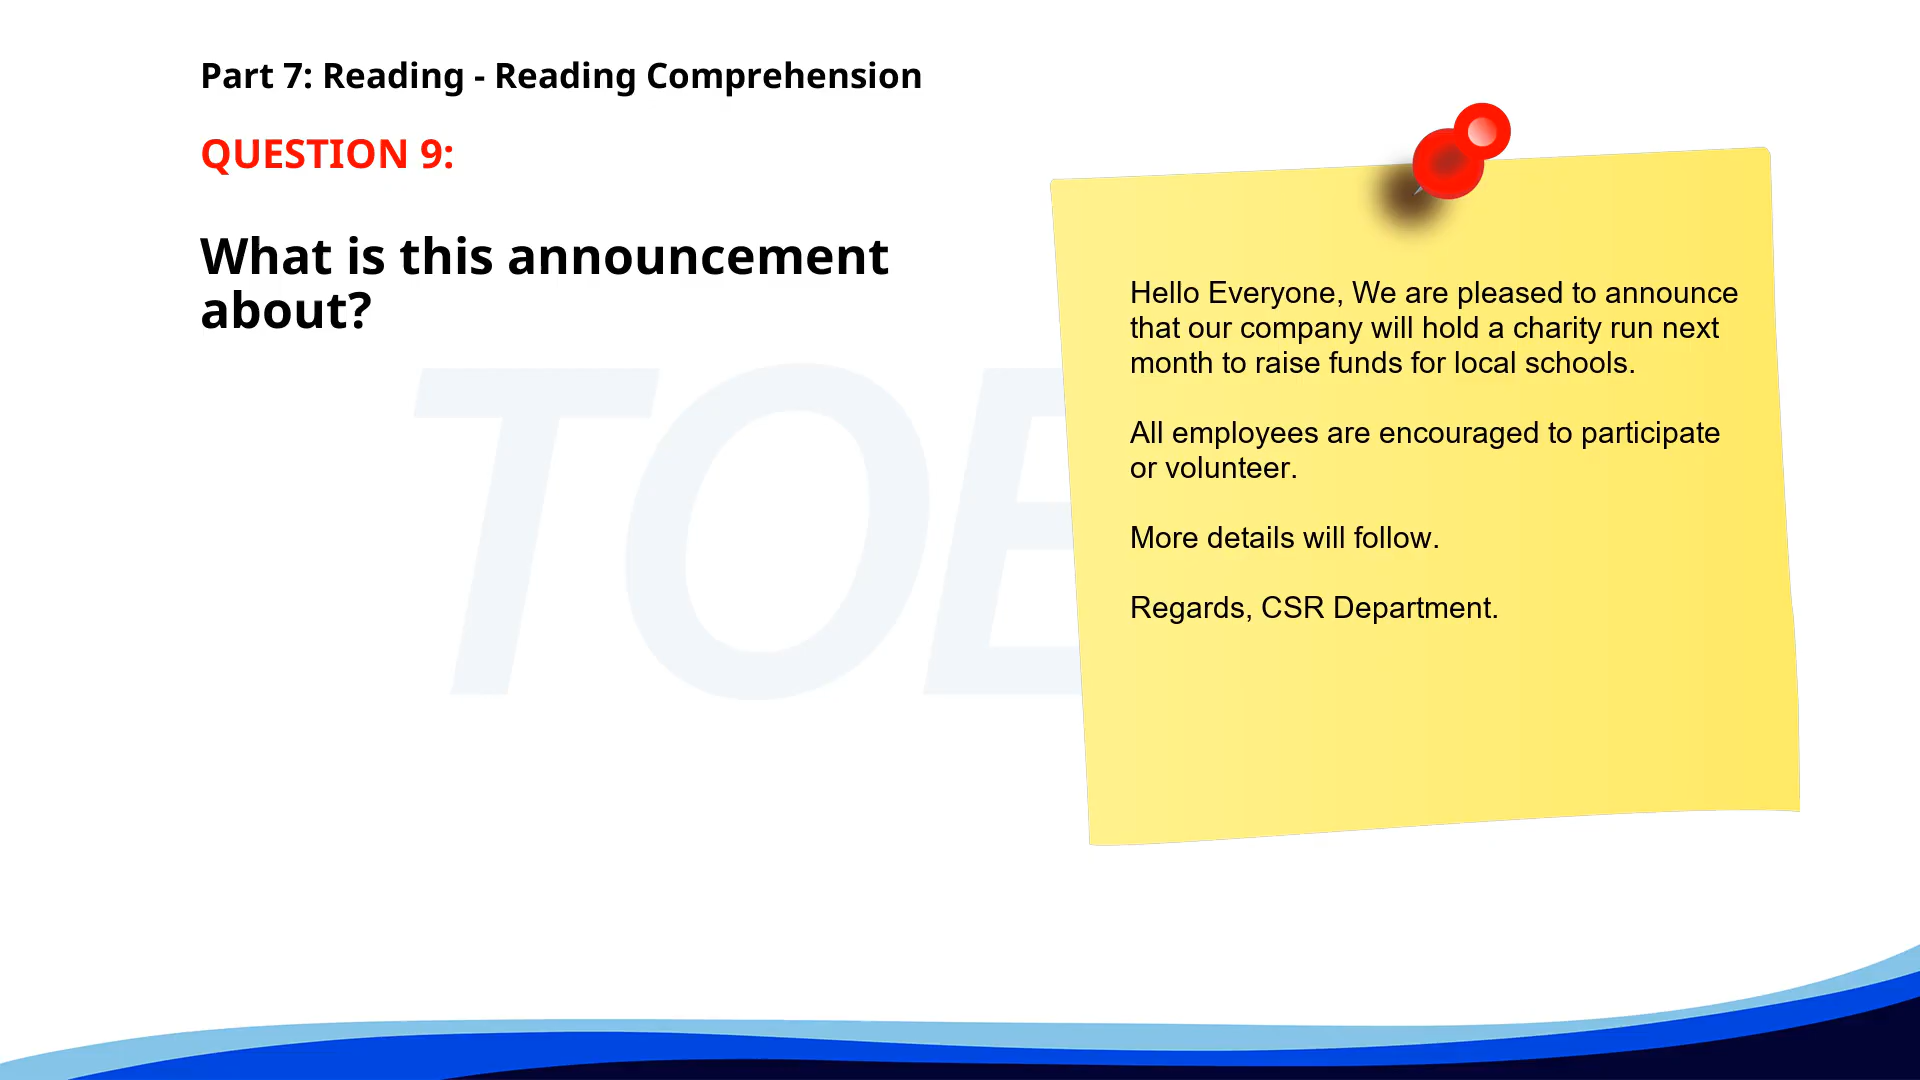 Part 7: Reading - Reading Comprehension
QUESTION 9:
What is this announcement
about?
Hello Everyone, We are pleased to announce
that our company will hold a charity run next
month to raise funds for local schools.
All employees are encouraged to participate
or volunteer.
More details will follow.
Regards, CSR Department.